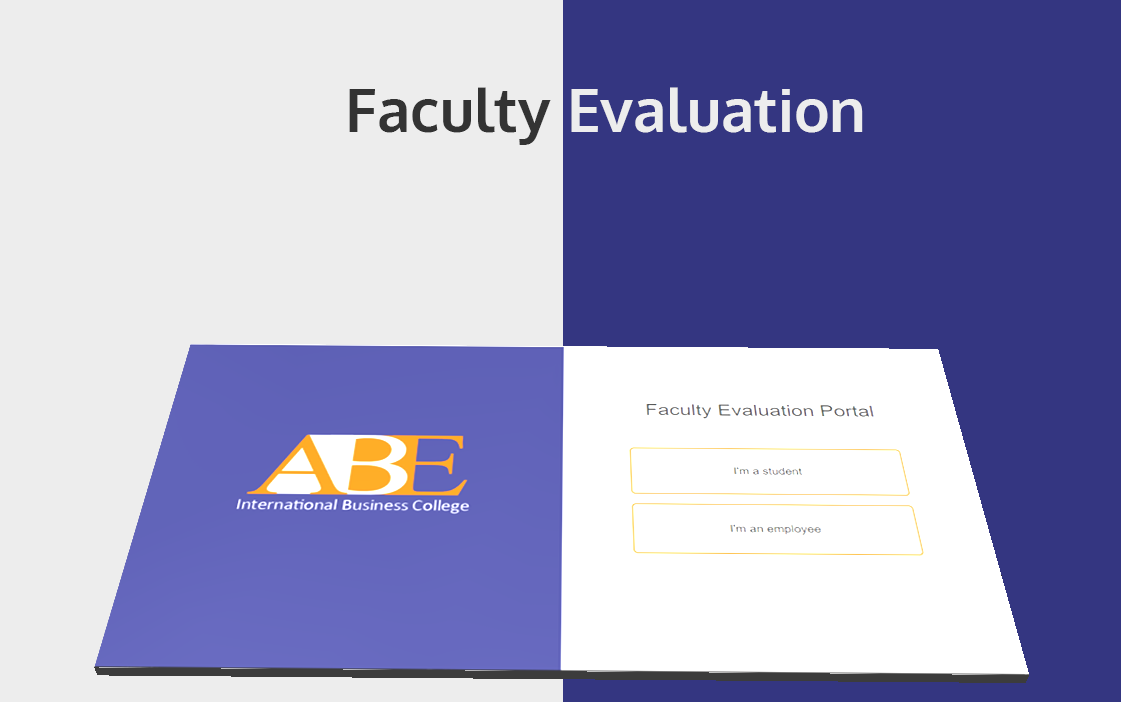 Faculty Evaluation
ABE
International Business College
Faculty Evaluation Portal
I'm a student
I'm an employee